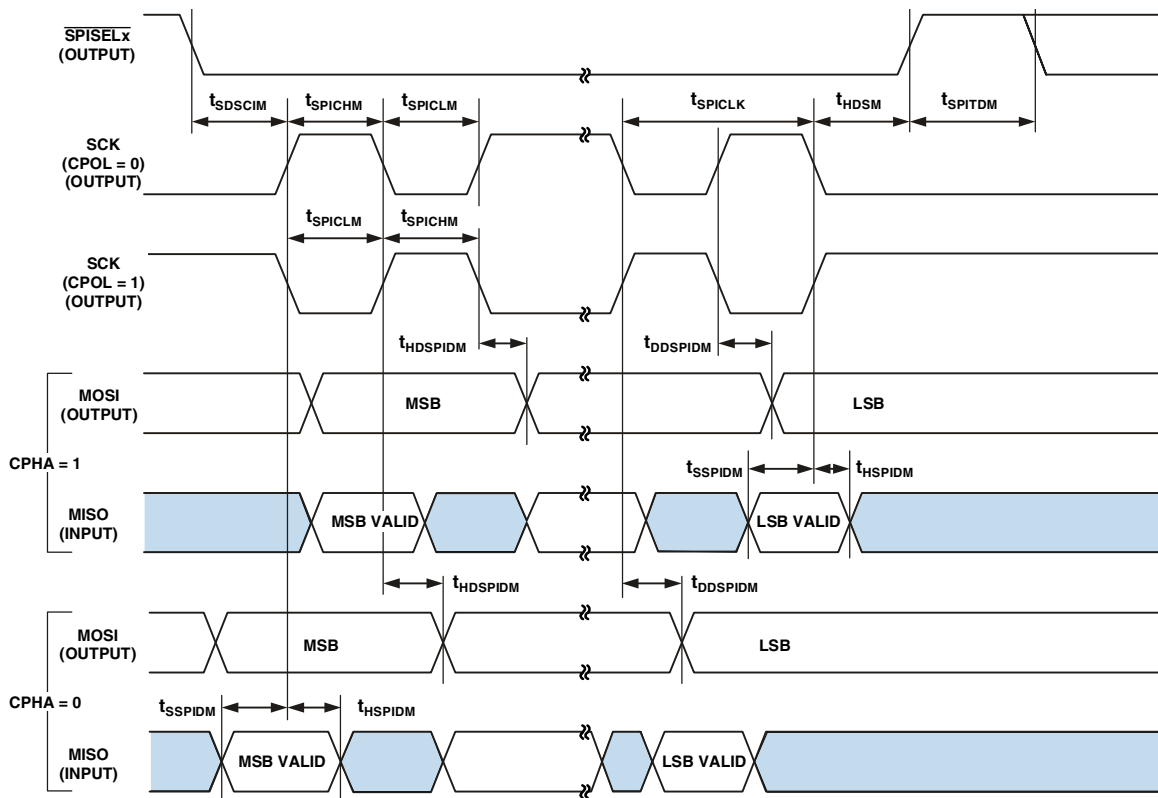 SPISELx
(OUTPUT)
tSDSCIM tSPICHM tSPICLM tSPICLK tHDSM tSPITDM
SCK
(CPOL = 0)
(OUTPUT)
tSPICLM tSPICHM
SCK
(CPOL = 1)
(OUTPUT)
tHDSPIDM tDDSPIDM
MOSI
(OUTPUT)
MSB LSB
CPHA = 1
tSSPIDM tHSPIDM
MISO
(INPUT)
MSB VALID LSB VALID
tHDSPIDM tDDSPIDM
MOSI
(OUTPUT)
MSB LSB
CPHA = 0
tSSPIDM tHSPIDM
MISO
(INPUT)
MSB VALID LSB VALID